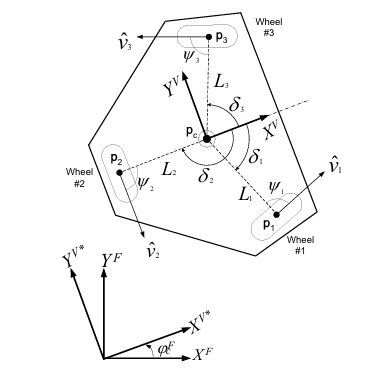 Wheel
#3
v̂₃
p₃
ψ₃
Y^V
L₃
δ₃
p_c
X^V
δ₁
p₂
Wheel
#2
L₂
δ₂
v̂₁
ψ₂
L₁
ψ₁
p₁
v̂₂
Wheel
#1
Y^V*
Y^F
X^V*
X^F